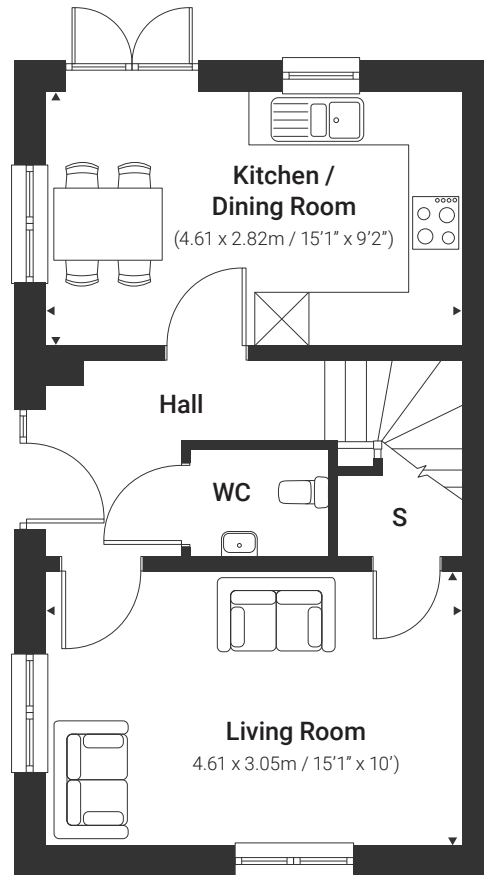 Kitchen /
Dining Room
(4.61 x 2.82m / 15'1" x 9'2")
Hall
WC
S
Living Room
4.61 x 3.05m / 15'1" x 10')